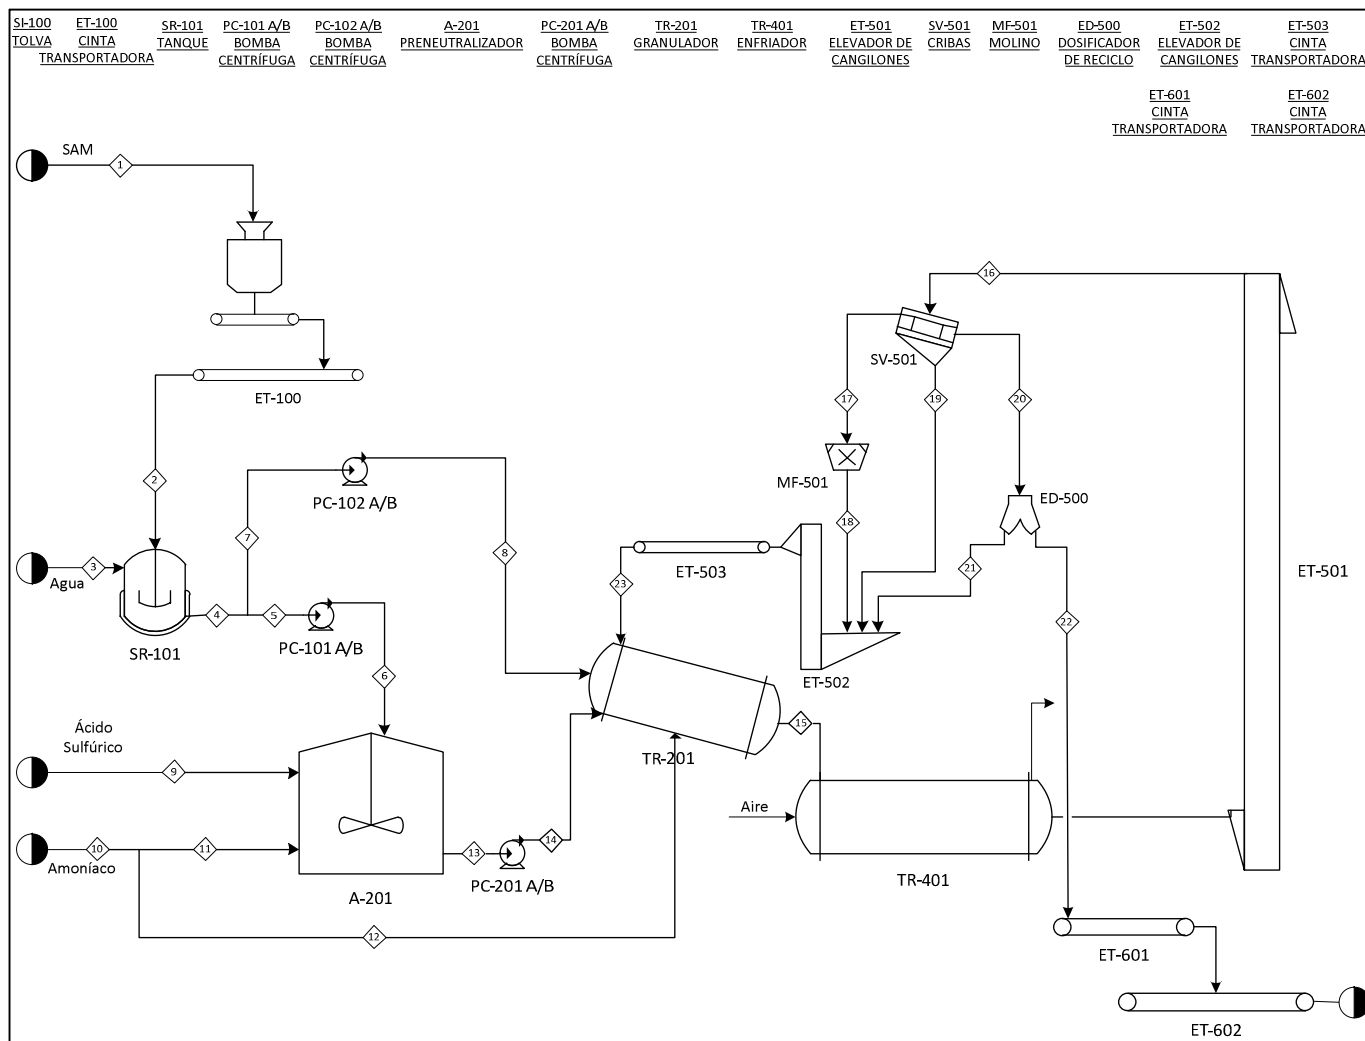 SI-100 ET-100 SR-101 PC-101 A/B PC-102 A/B A-201 PC-201 A/B TR-201 TR-401 ET-501 SV-501 MF-501 ED-500 ET-502 ET-503
TOLVA CINTA TANQUE BOMBA BOMBA PRENEUTRALIZADOR BOMBA GRANULADOR ENFRIADOR ELEVADOR DE CRIBAS MOLINO DOSIFICADOR ELEVADOR DE CINTA
TRANSPORTADORA CENTRÍFUGA CENTRÍFUGA CENTRÍFUGA CANGILONES DE RECICLO CANGILONES TRANSPORTADORA
ET-601 ET-602
CINTA CINTA
TRANSPORTADORA TRANSPORTADORA
SAM
1
16
SV-501
ET-100
17
19
20
2
7
PC-102 A/B
MF-501
ED-500
18
8
3
Agua
ET-503
23
21
ET-501
4
5
22
SR-101
PC-101 A/B
6
ET-502
15
Ácido
Sulfúrico
9
TR-201
Aire
10
11
Amoníaco
14
13
PC-201 A/B
TR-401
A-201
12
ET-601
ET-602